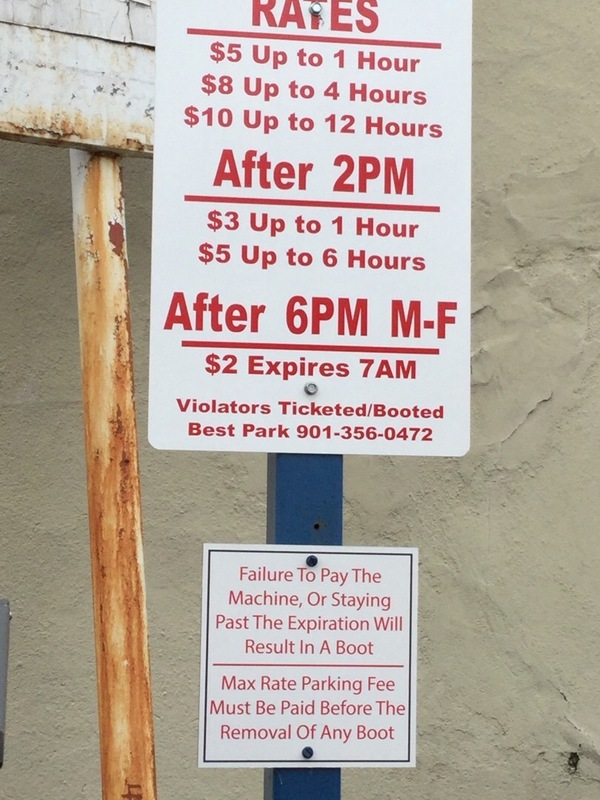 RATES
$5 Up to 1 Hour
$8 Up to 4 Hours
$10 Up to 12 Hours
After 2PM
$3 Up to 1 Hour
$5 Up to 6 Hours
After 6PM M-F
$2 Expires 7AM
Violators Ticketed/Booted
Best Park 901-356-0472
Failure To Pay The
Machine, Or Staying
Past The Expiration Will
Result In A Boot
Max Rate Parking Fee
Must Be Paid Before The
Removal Of Any Boot